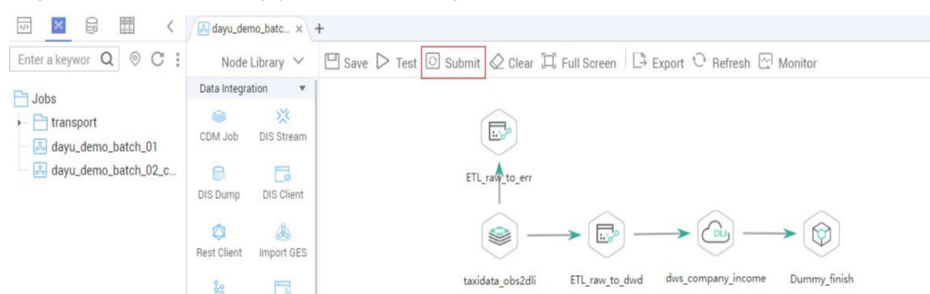 dayu_demo_batc... × +
Enter a keywor
Node Library
Save Test Submit Clear Full Screen Export Refresh Monitor
Jobs
transport
dayu_demo_batch_01
dayu_demo_batch_02_c...
Data Integration
CDM Job DIS Stream
DIS Dump DIS Client
Rest Client Import GES
ETL_raw_to_err
DLI
taxidata_obs2dli ETL_raw_to_dwd dws_company_income Dummy_finish